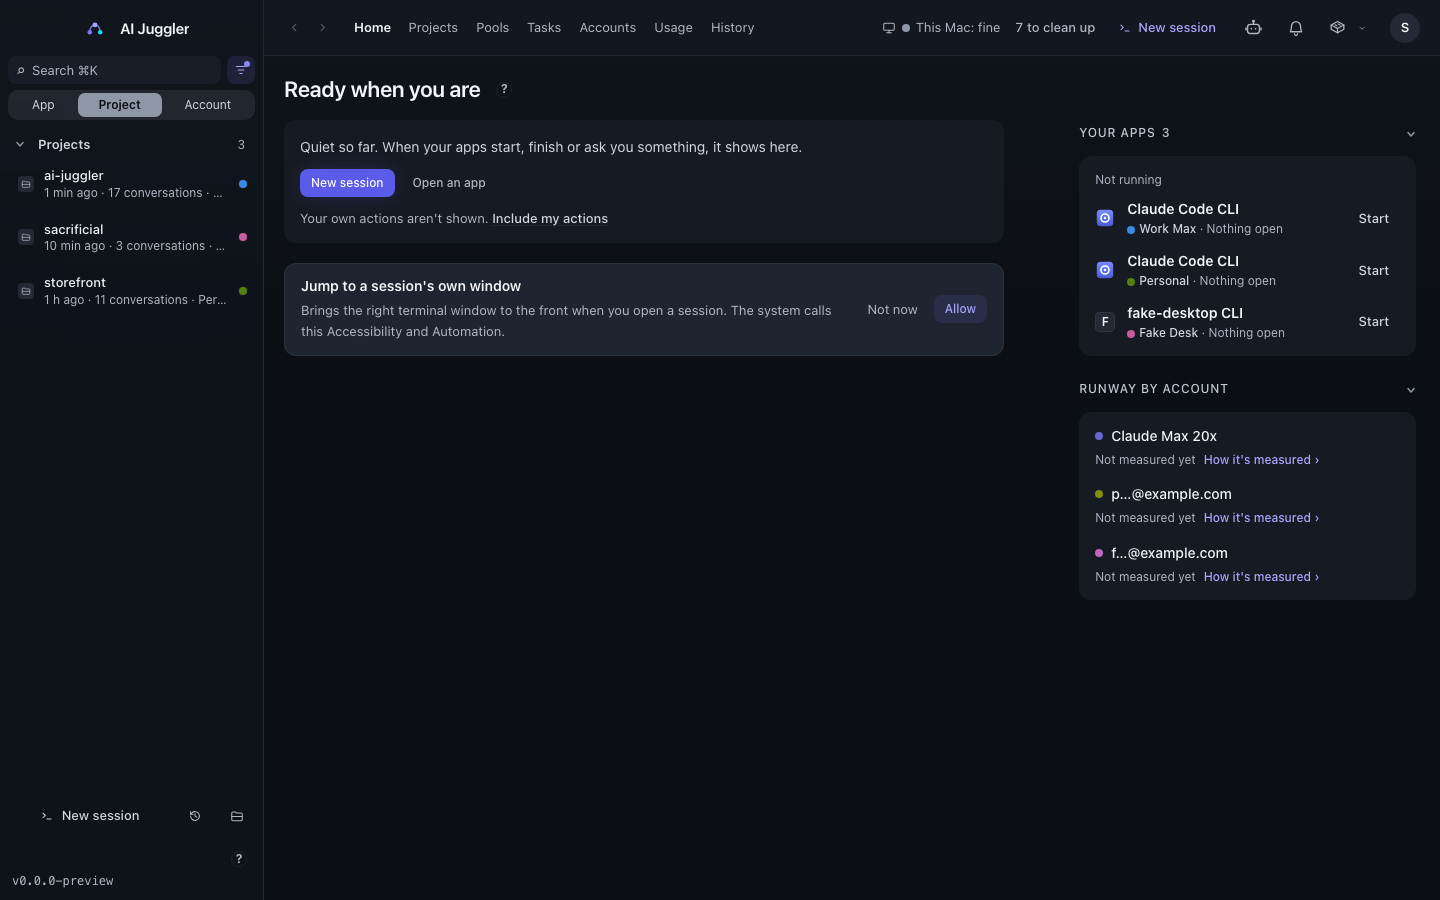 AI Juggler
Search ⌘K
App
Project
Account
Projects
3
ai-juggler
1 min ago · 17 conversations · ...
sacrificial
10 min ago · 3 conversations · ...
storefront
1 h ago · 11 conversations · Per...
New session
?
v0.0.0-preview
Home
Projects
Pools
Tasks
Accounts
Usage
History
This Mac: fine
7 to clean up
New session
S
Ready when you are
?
Quiet so far. When your apps start, finish or ask you something, it shows here.
New session
Open an app
Your own actions aren't shown. Include my actions
Jump to a session's own window
Brings the right terminal window to the front when you open a session. The system calls
this Accessibility and Automation.
Not now
Allow
YOUR APPS 3
Not running
Claude Code CLI
Work Max · Nothing open
Start
Claude Code CLI
Personal · Nothing open
Start
F
fake-desktop CLI
Fake Desk · Nothing open
Start
RUNWAY BY ACCOUNT
Claude Max 20x
Not measured yet How it's measured ›
p...@example.com
Not measured yet How it's measured ›
f...@example.com
Not measured yet How it's measured ›